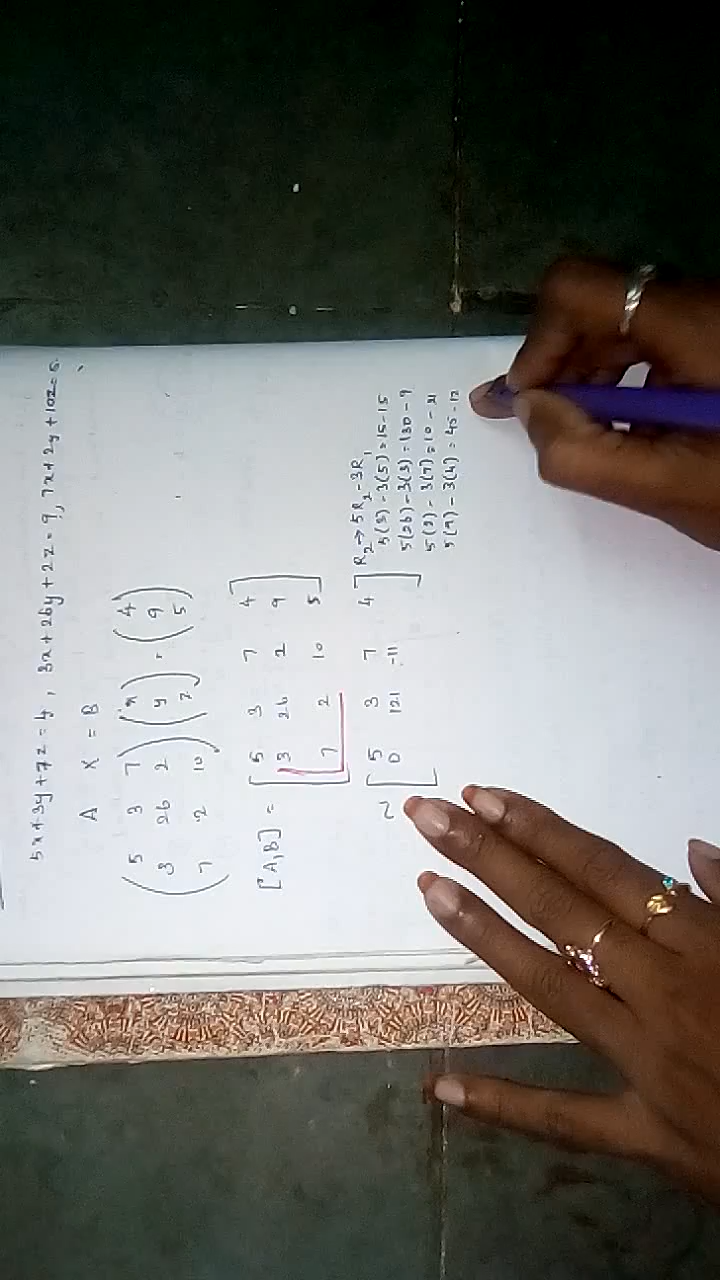 5x+3y+7z=4, 3x+26y+2z=9, 7x+2y+10z=5.
A X = B
(5 3 7) (x) = (4)
(3 26 2) (y) (9)
(7 2 10) (z) (5)
[A,B] = [5 3 7 4]
3 26 2 9
7 2 10 5
~ [5 3 7 4] R2→5R2-3R1
0 121 -11 5(3)-3(5)=15-15
5(26)-3(3)=130-9
5(2)-3(7)=10-21
5(9)-3(4)=45-12